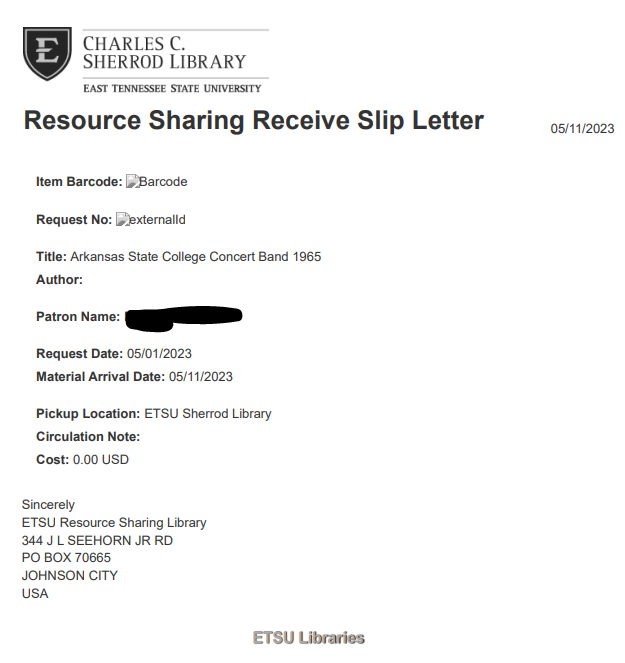 CHARLES C.
SHERROD LIBRARY
EAST TENNESSEE STATE UNIVERSITY
Resource Sharing Receive Slip Letter
05/11/2023
Item Barcode: Barcode
Request No: externalId
Title: Arkansas State College Concert Band 1965
Author:
Patron Name:
Request Date: 05/01/2023
Material Arrival Date: 05/11/2023
Pickup Location: ETSU Sherrod Library
Circulation Note:
Cost: 0.00 USD
Sincerely
ETSU Resource Sharing Library
344 J L SEEHORN JR RD
PO BOX 70665
JOHNSON CITY
USA
ETSU Libraries